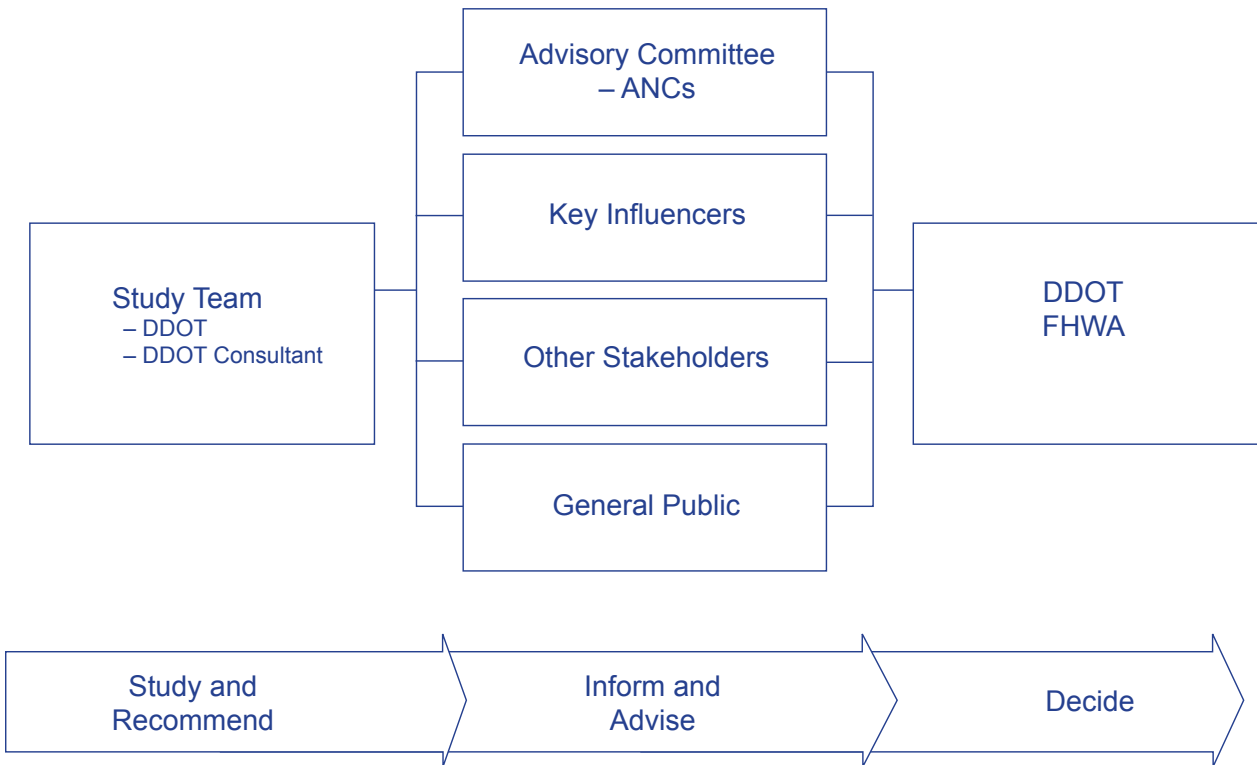 Advisory Committee
– ANCs
Key Influencers
Study Team
– DDOT
– DDOT Consultant
DDOT
FHWA
Other Stakeholders
General Public
Study and
Recommend
Inform and
Advise
Decide